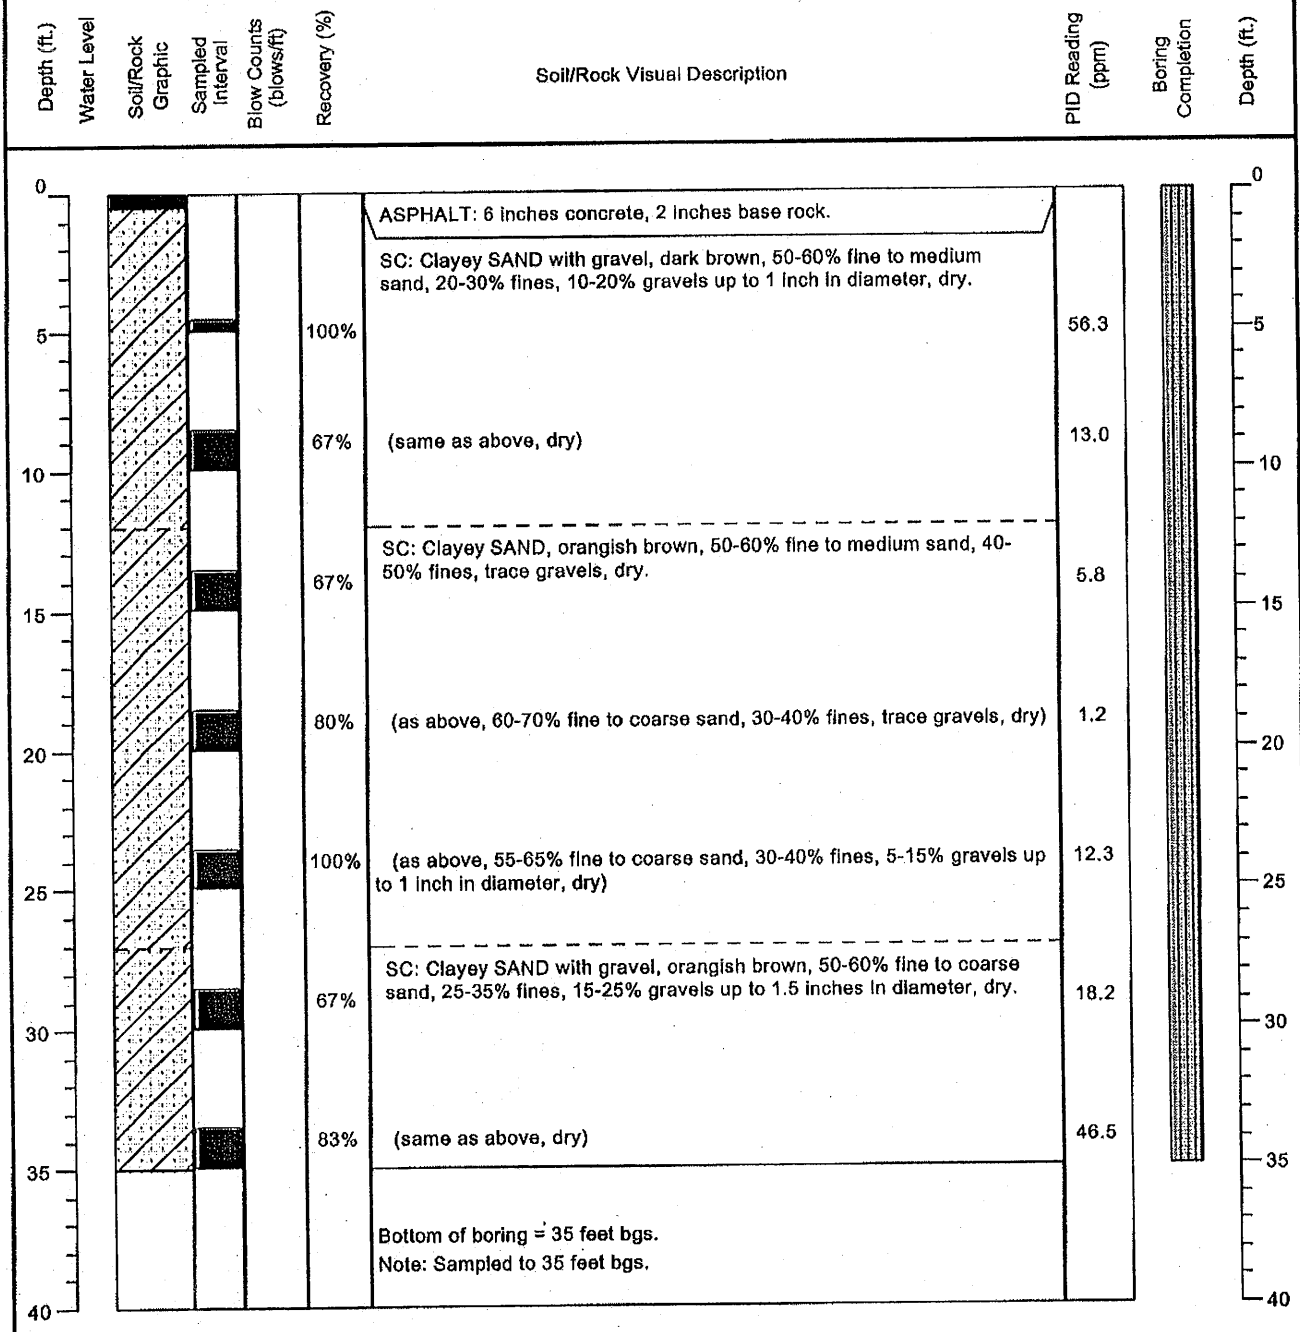 Depth (ft.)
Water Level
Soil/Rock
Graphic
Sampled
Interval
Blow Counts
(blows/ft)
Recovery (%)
Soil/Rock Visual Description
PID Reading
(ppm)
Boring
Completion
Depth (ft.)
0
0
ASPHALT: 6 inches concrete, 2 inches base rock.
SC: Clayey SAND with gravel, dark brown, 50-60% fine to medium
sand, 20-30% fines, 10-20% gravels up to 1 inch in diameter, dry.
5
100%
56.3
5
67%
(same as above, dry)
13.0
10
10
SC: Clayey SAND, orangish brown, 50-60% fine to medium sand, 40-
50% fines, trace gravels, dry.
67%
5.8
15
15
80%
(as above, 60-70% fine to coarse sand, 30-40% fines, trace gravels, dry)
1.2
20
20
100%
(as above, 55-65% fine to coarse sand, 30-40% fines, 5-15% gravels up
to 1 inch in diameter, dry)
12.3
25
25
SC: Clayey SAND with gravel, orangish brown, 50-60% fine to coarse
sand, 25-35% fines, 15-25% gravels up to 1.5 inches in diameter, dry.
67%
18.2
30
30
83%
(same as above, dry)
46.5
35
35
Bottom of boring = 35 feet bgs.
Note: Sampled to 35 feet bgs.
40
40